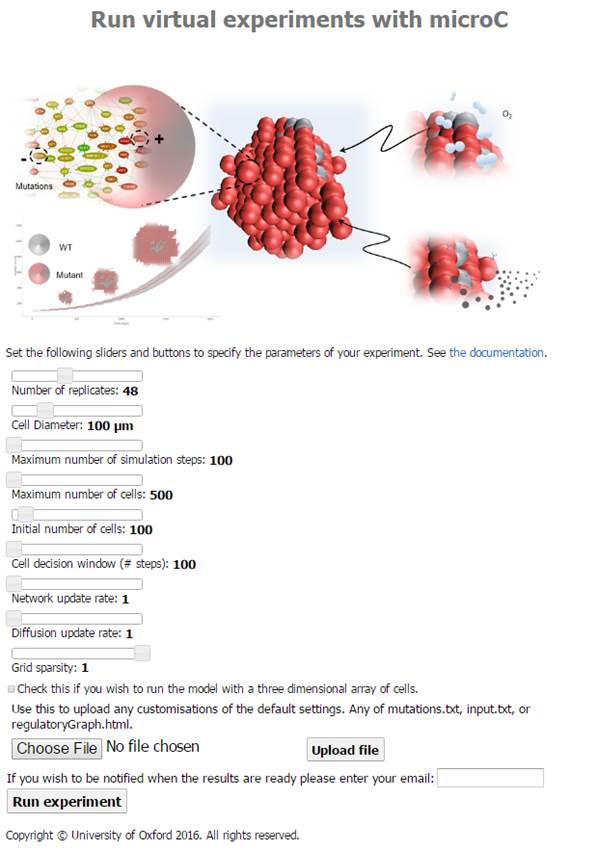 Run virtual experiments with microC
O2
-
+
Mutations
WT
Mutant
Set the following sliders and buttons to specify the parameters of your experiment. See the documentation.
Number of replicates: 48
Cell Diameter: 100 µm
Maximum number of simulation steps: 100
Maximum number of cells: 500
Initial number of cells: 100
Cell decision window (# steps): 100
Network update rate: 1
Diffusion update rate: 1
Grid sparsity: 1
Check this if you wish to run the model with a three dimensional array of cells.
Use this to upload any customisations of the default settings. Any of mutations.txt, input.txt, or
regulatoryGraph.html.
Choose File No file chosen Upload file
If you wish to be notified when the results are ready please enter your email:
Run experiment
Copyright © University of Oxford 2016. All rights reserved.